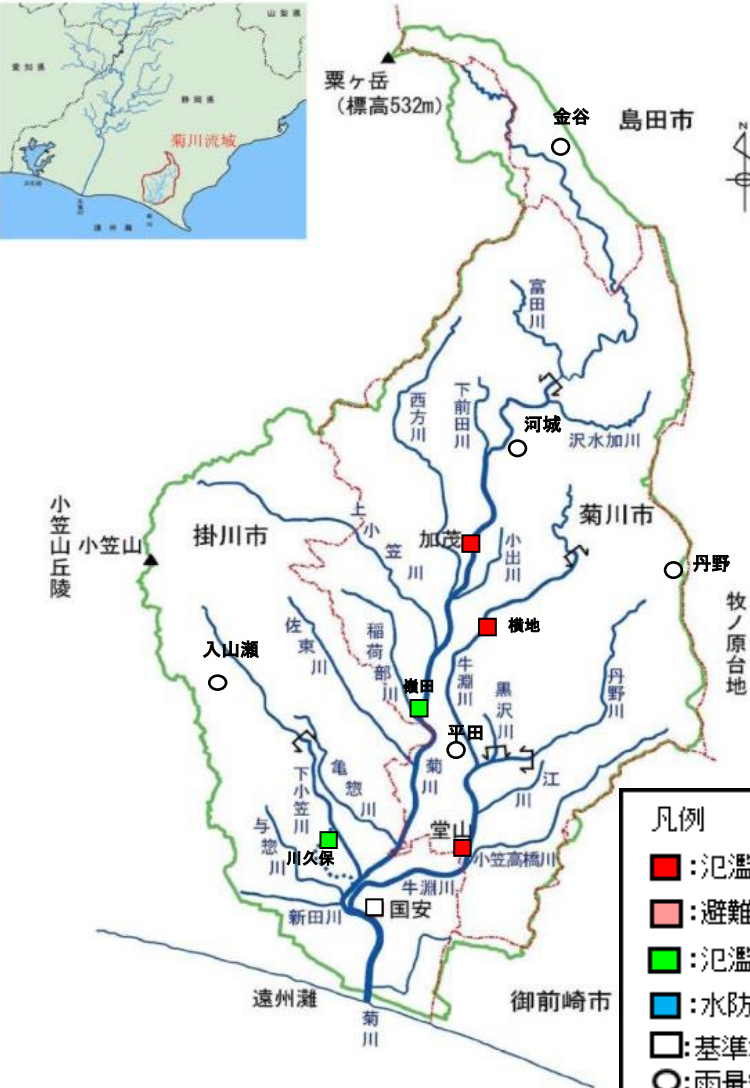 山梨県
愛知県
静岡県
菊川流域
遠州灘
粟ヶ岳
（標高532m）
金谷
島田市
N
富田川
西方川
下前田川
河城
沢水加川
菊川市
掛川市
小笠山
小笠山丘陵
上小笠川
加茂
小出川
丹野
横地
牧ノ原台地
佐東川
稲荷部川
入山瀬
嶺田
牛淵川
黒沢川
丹野川
平田
菊川
江川
下小笠川
亀惣川
与惣川
川久保
堂山
小笠高橋川
牛淵川
新田川
国安
遠州灘
御前崎市
菊川
凡例
:氾濫
:避難
:氾濫
:水防
:基準
:雨量